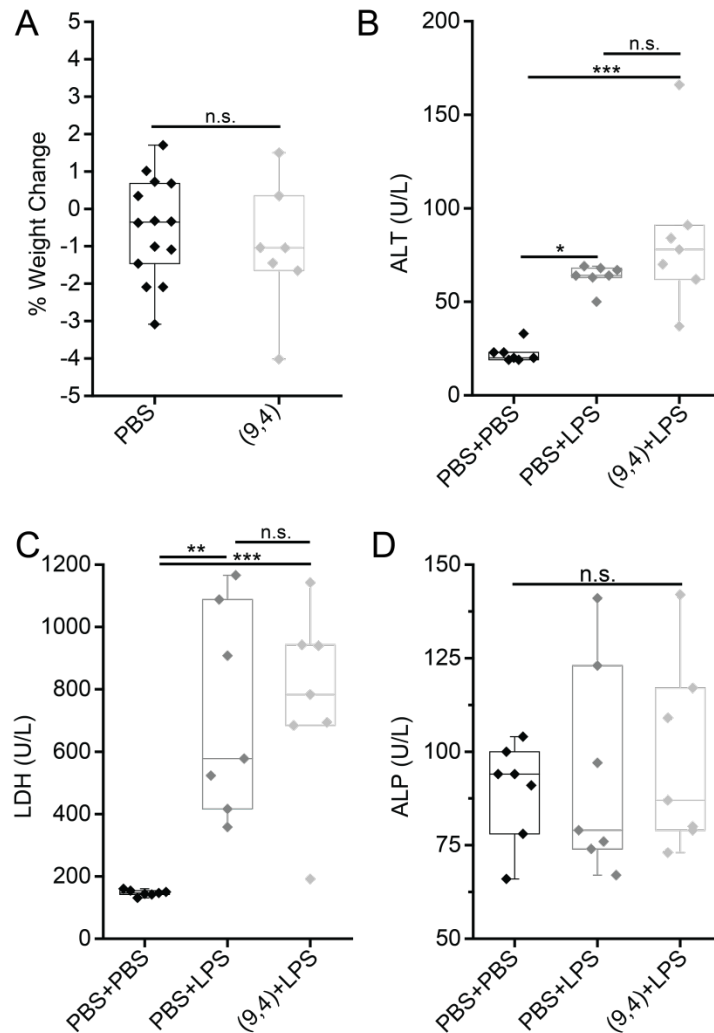 A
5
4
3
2
1
0
-1
-2
-3
-4
-5
% Weight Change
n.s.
PBS
(9,4)
B
200
150
100
50
0
ALT (U/L)
n.s.
***
*
PBS+PBS
PBS+LPS
(9,4)+LPS
C
1200
1000
800
600
400
200
0
LDH (U/L)
n.s.
**
***
PBS+PBS
PBS+LPS
(9,4)+LPS
D
150
125
100
75
50
ALP (U/L)
n.s.
PBS+PBS
PBS+LPS
(9,4)+LPS